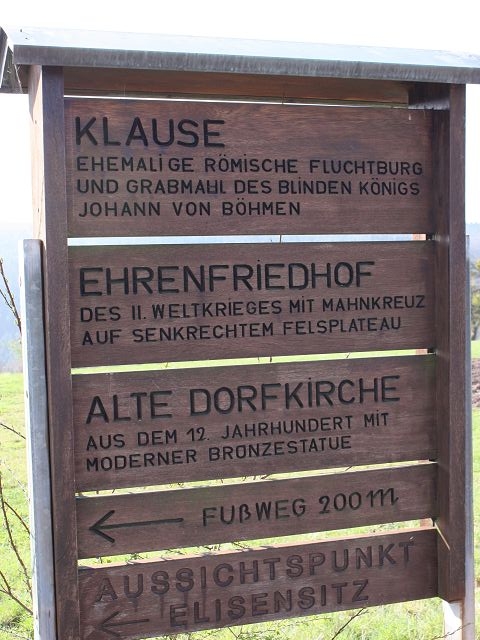 KLAUSE
EHEMALIGE RÖMISCHE FLUCHTBURG
UND GRABMAHL DES BLINDEN KÖNIGS
JOHANN VON BÖHMEN
EHRENFRIEDHOF
DES II. WELTKRIEGES MIT MAHNKREUZ
AUF SENKRECHTEM FELSPLATEAU
ALTE DORFKIRCHE
AUS DEM 12. JAHRHUNDERT MIT
MODERNER BRONZESTATUE
FUßWEG 200 m
AUSSICHTSPUNKT
ELISENSITZ